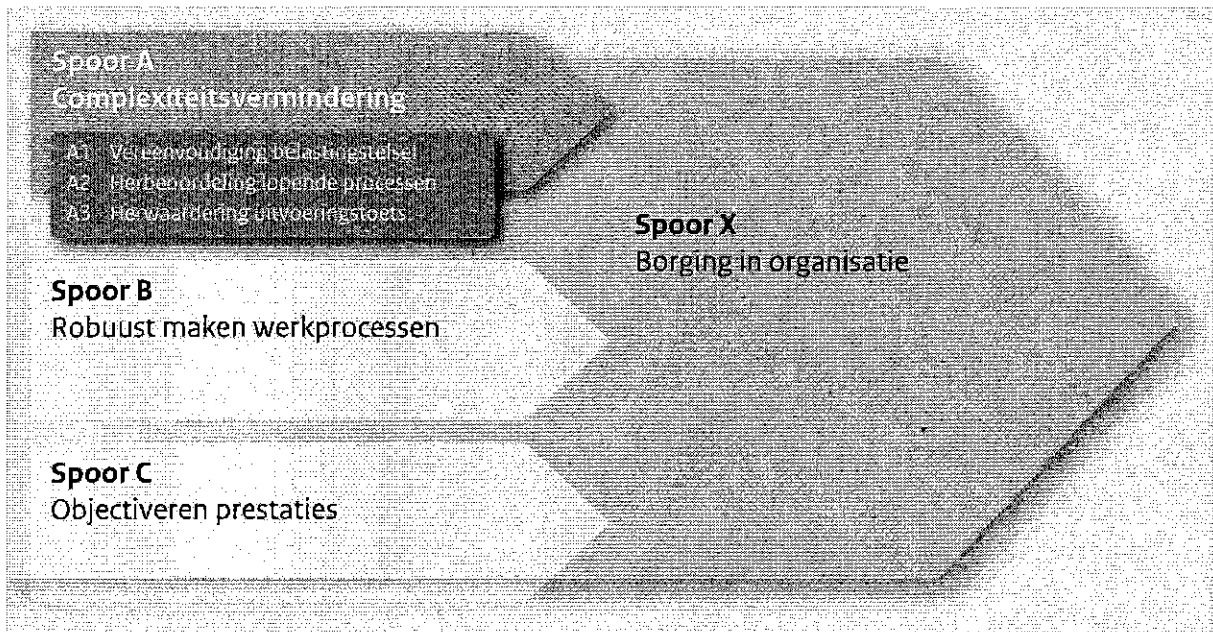 Spoor A
Complexiteitsvermindering
A1 Vereenvoudiging belastingstelsel
A2 Herbeoordeling lopende processen
A3 Herwaardering uitvoeringstoets
Spoor B
Robuust maken werkprocessen
Spoor C
Objectiveren prestaties
Spoor X
Borging in organisatie